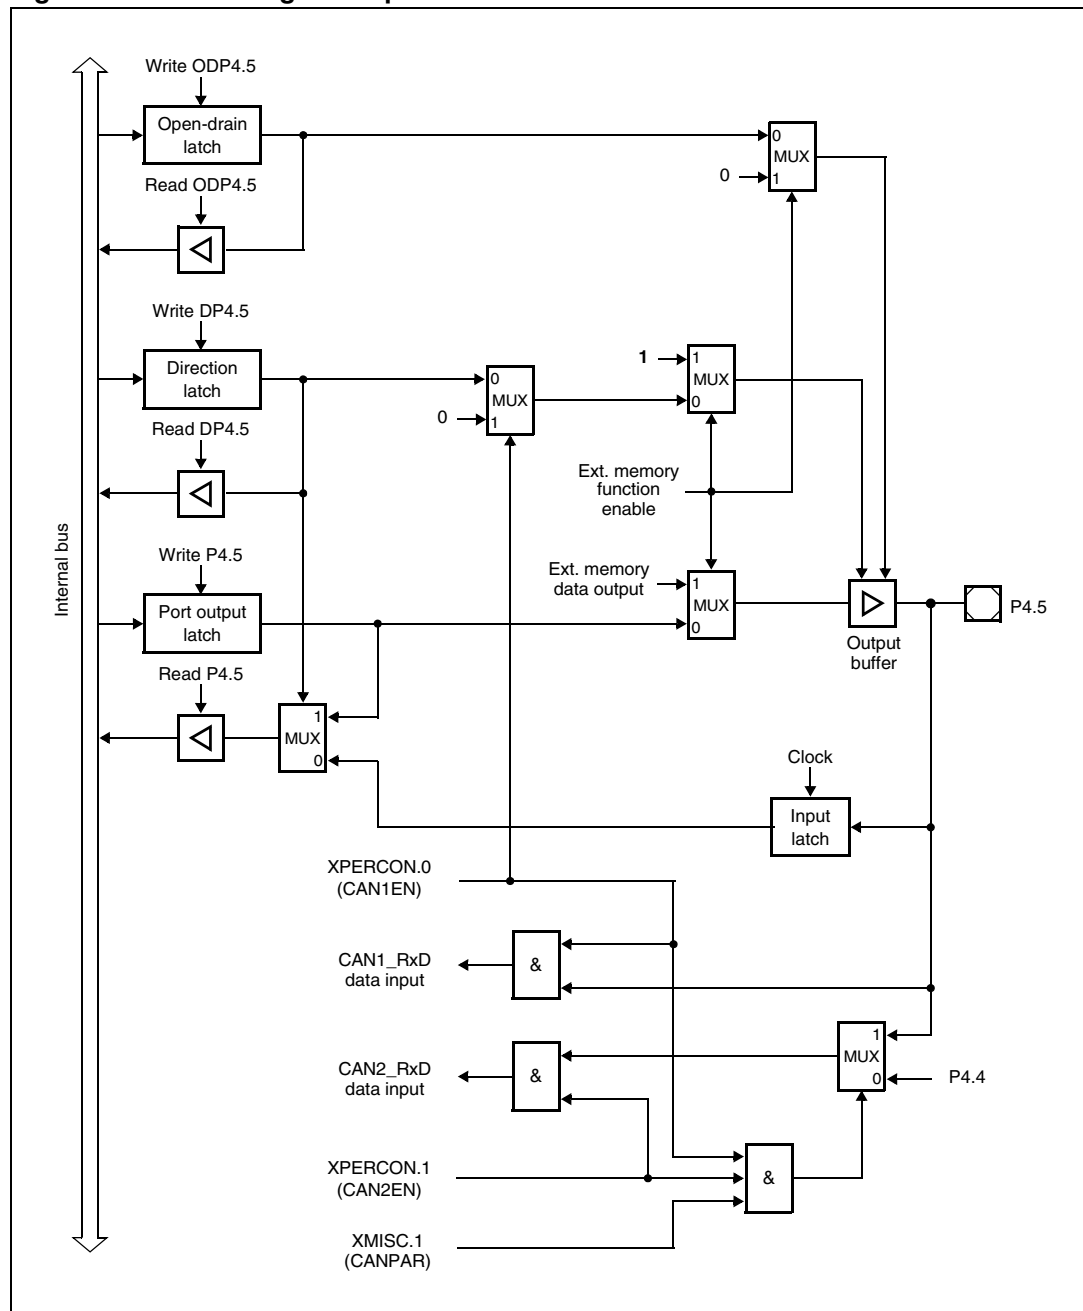 Write ODP4.5
Open-drain
latch
0
MUX
1
0
Read ODP4.5
Write DP4.5
Direction
latch
0
MUX
1
0
1
1
MUX
0
Read DP4.5
Ext. memory
function
enable
Internal bus
Write P4.5
Port output
latch
Ext. memory
data output
1
MUX
0
Output
buffer
P4.5
Read P4.5
1
MUX
0
Clock
Input
latch
XPERCON.0
(CAN1EN)
CAN1_RxD
data input
&
CAN2_RxD
data input
&
1
MUX
0
P4.4
XPERCON.1
(CAN2EN)
&
XMISC.1
(CANPAR)